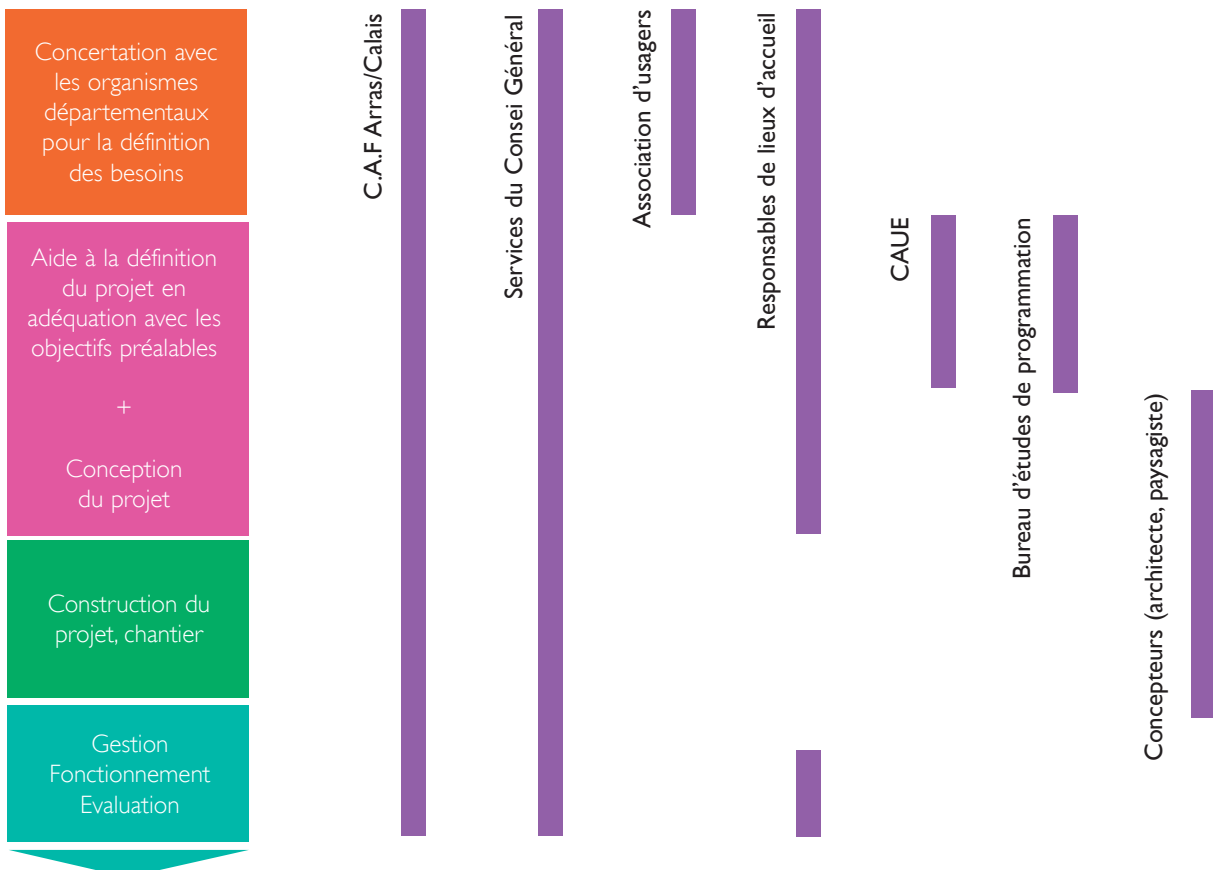 Concertation avec
les organismes
départementaux
pour la définition
des besoins
Aide à la définition
du projet en
adéquation avec les
objectifs préalables
+
Conception
du projet
Construction du
projet, chantier
Gestion
Fonctionnement
Evaluation
C.A.F Arras/Calais
Services du Consei Général
Association d'usagers
Responsables de lieux d'accueil
CAUE
Bureau d'études de programmation
Concepteurs (architecte, paysagiste)